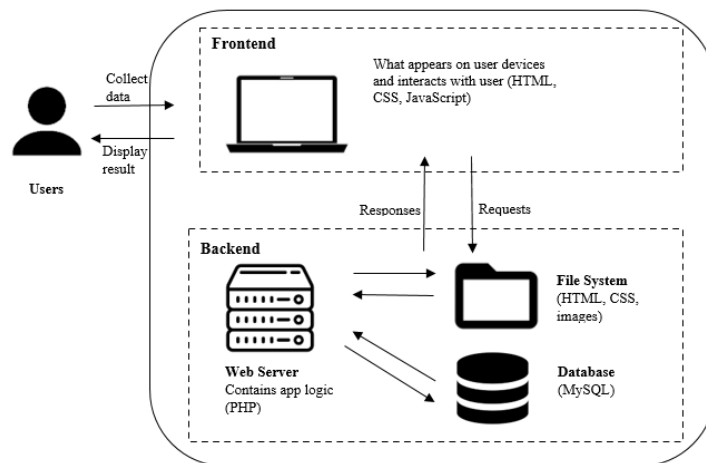 Frontend
What appears on user devices
and interacts with user (HTML,
CSS, JavaScript)
Collect
data
Display
result
Users
Responses
Requests
Backend
File System
(HTML, CSS,
images)
Web Server
Contains app logic
(PHP)
Database
(MySQL)